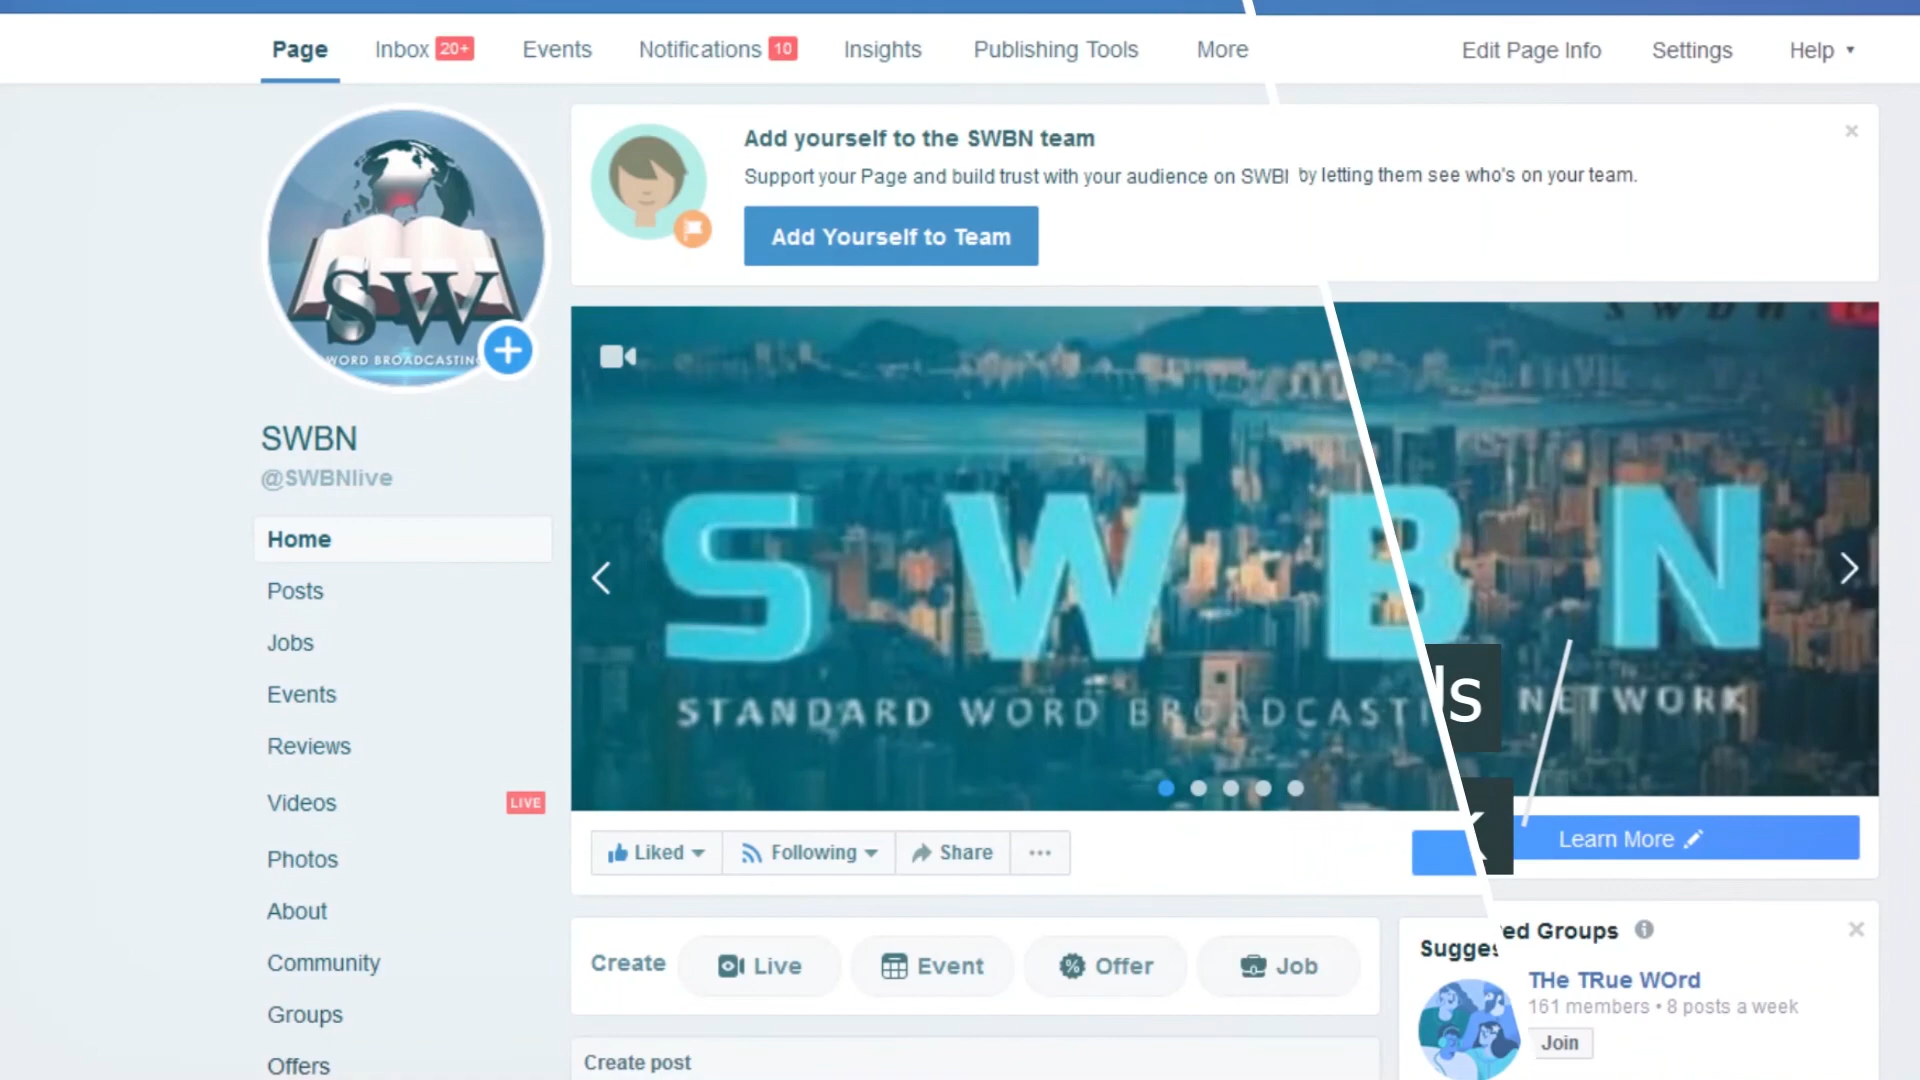 Page Inbox 20+ Events Notifications 10 Insights Publishing Tools More Edit Page Info Settings Help
Add yourself to the SWBN team
Support your Page and build trust with your audience on SWBI by letting them see who's on your team.
Add Yourself to Team
SW
WORD BROADCASTING
SWBN
@SWBNlive
Home
Posts
Jobs
Events
Reviews
Videos LIVE
Photos
About
Community
Groups
Offers
S W B N
STANDARD WORD BROADCASTI NETWORK
ls
Liked Following Share
Learn More
Create Live Event Offer Job
Create post
Sugges ed Groups
THe TRue WOrd
161 members • 8 posts a week
Join